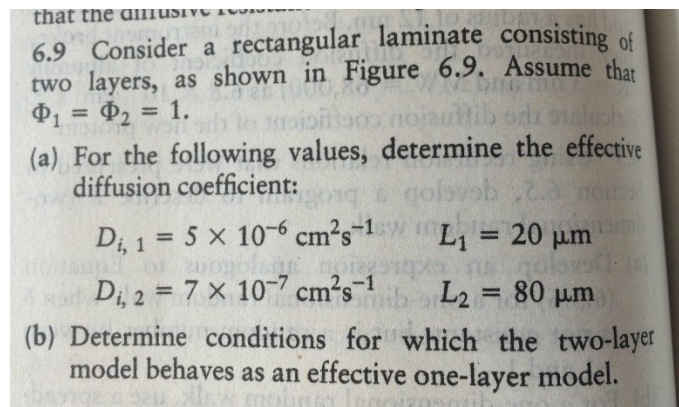 that the diffusive
6.9 Consider a rectangular laminate consisting of
two layers, as shown in Figure 6.9. Assume that
Φ₁ = Φ₂ = 1.
(a) For the following values, determine the effective
diffusion coefficient:
Dᵢ, ₁ = 5 × 10⁻⁶ cm²s⁻¹ L₁ = 20 μm
Dᵢ, ₂ = 7 × 10⁻⁷ cm²s⁻¹ L₂ = 80 μm
(b) Determine conditions for which the two-layer
model behaves as an effective one-layer model.